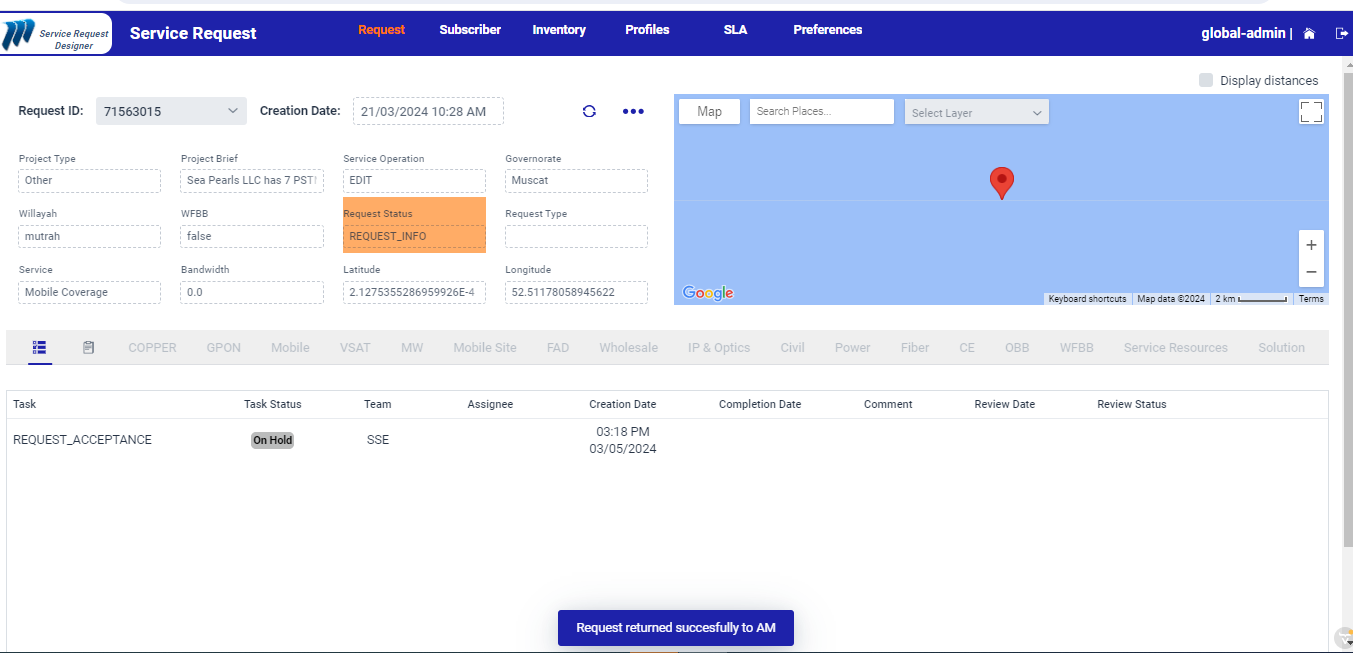 Service Request
Designer
Service Request
Request
Subscriber
Inventory
Profiles
SLA
Preferences
global-admin |
Display distances
Request ID:
71563015
Creation Date:
21/03/2024 10:28 AM
Map
Search Places...
Select Layer
Project Type
Project Brief
Service Operation
Governorate
Other
Sea Pearls LLC has 7 PST
EDIT
Muscat
Willayah
WFBB
Request Status
Request Type
mutrah
false
REQUEST_INFO
Service
Bandwidth
Latitude
Longitude
Mobile Coverage
0.0
2.1275355286959926E-4
52.51178058945622
+
−
Google
Keyboard shortcuts
Map data ©2024
2 km
Terms
COPPER
GPON
Mobile
VSAT
MW
Mobile Site
FAD
Wholesale
IP & Optics
Civil
Power
Fiber
CE
OBB
WFBB
Service Resources
Solution
Task
Task Status
Team
Assignee
Creation Date
Completion Date
Comment
Review Date
Review Status
REQUEST_ACCEPTANCE
On Hold
SSE
03:18 PM
03/05/2024
Request returned succesfully to AM